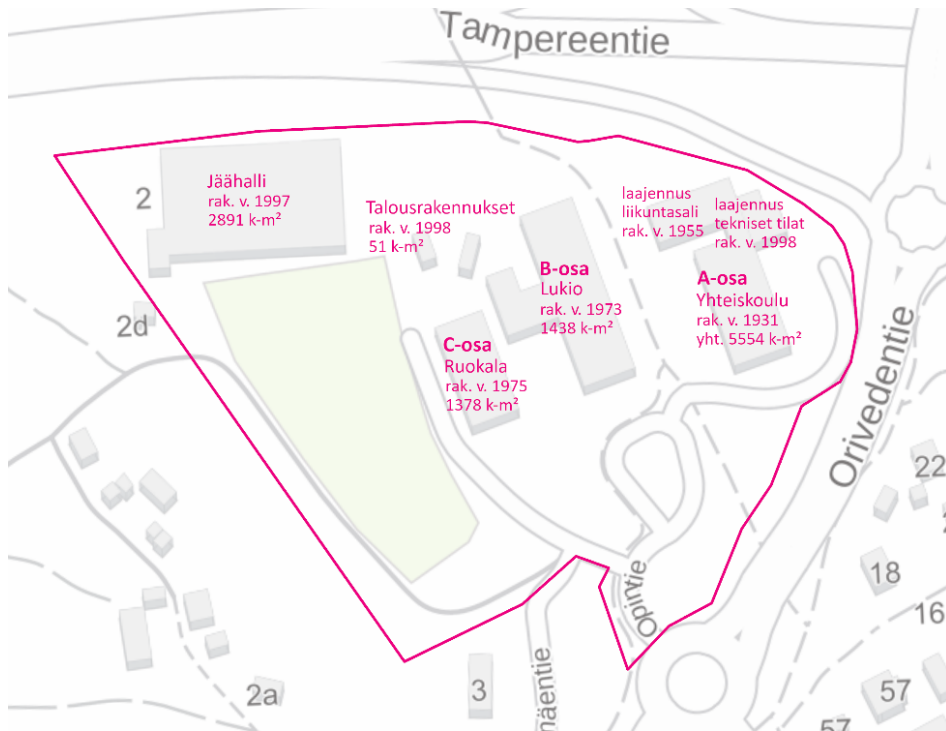 Tampereentie
2
Jäähalli
rak. v. 1997
2891 k-m²
Talousrakennukset
rak. v. 1998
51 k-m²
laajennus
liikuntasali
rak. v. 1955
laajennus
tekniset tilat
rak. v. 1998
B-osa
Lukio
rak. v. 1973
1438 k-m²
A-osa
Yhteiskoulu
rak. v. 1931
yht. 5554 k-m²
2d
C-osa
Ruokala
rak. v. 1975
1378 k-m²
Orivedentie
22
18
16
Opintie
mäentie
2a
3
57
57